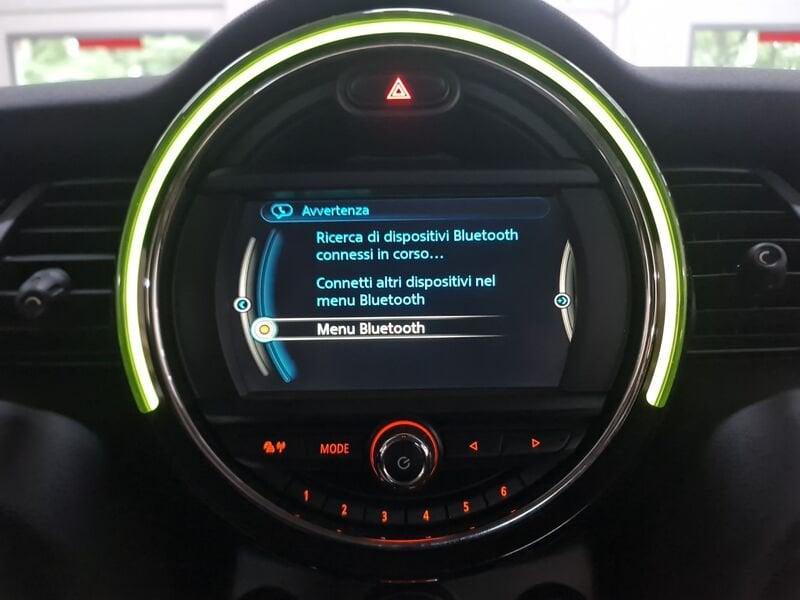 Avvertenza
Ricerca di dispositivi Bluetooth
connessi in corso...
Connetti altri dispositivi nel
menu Bluetooth
Menu Bluetooth
MODE
1 2 3 4 5 6